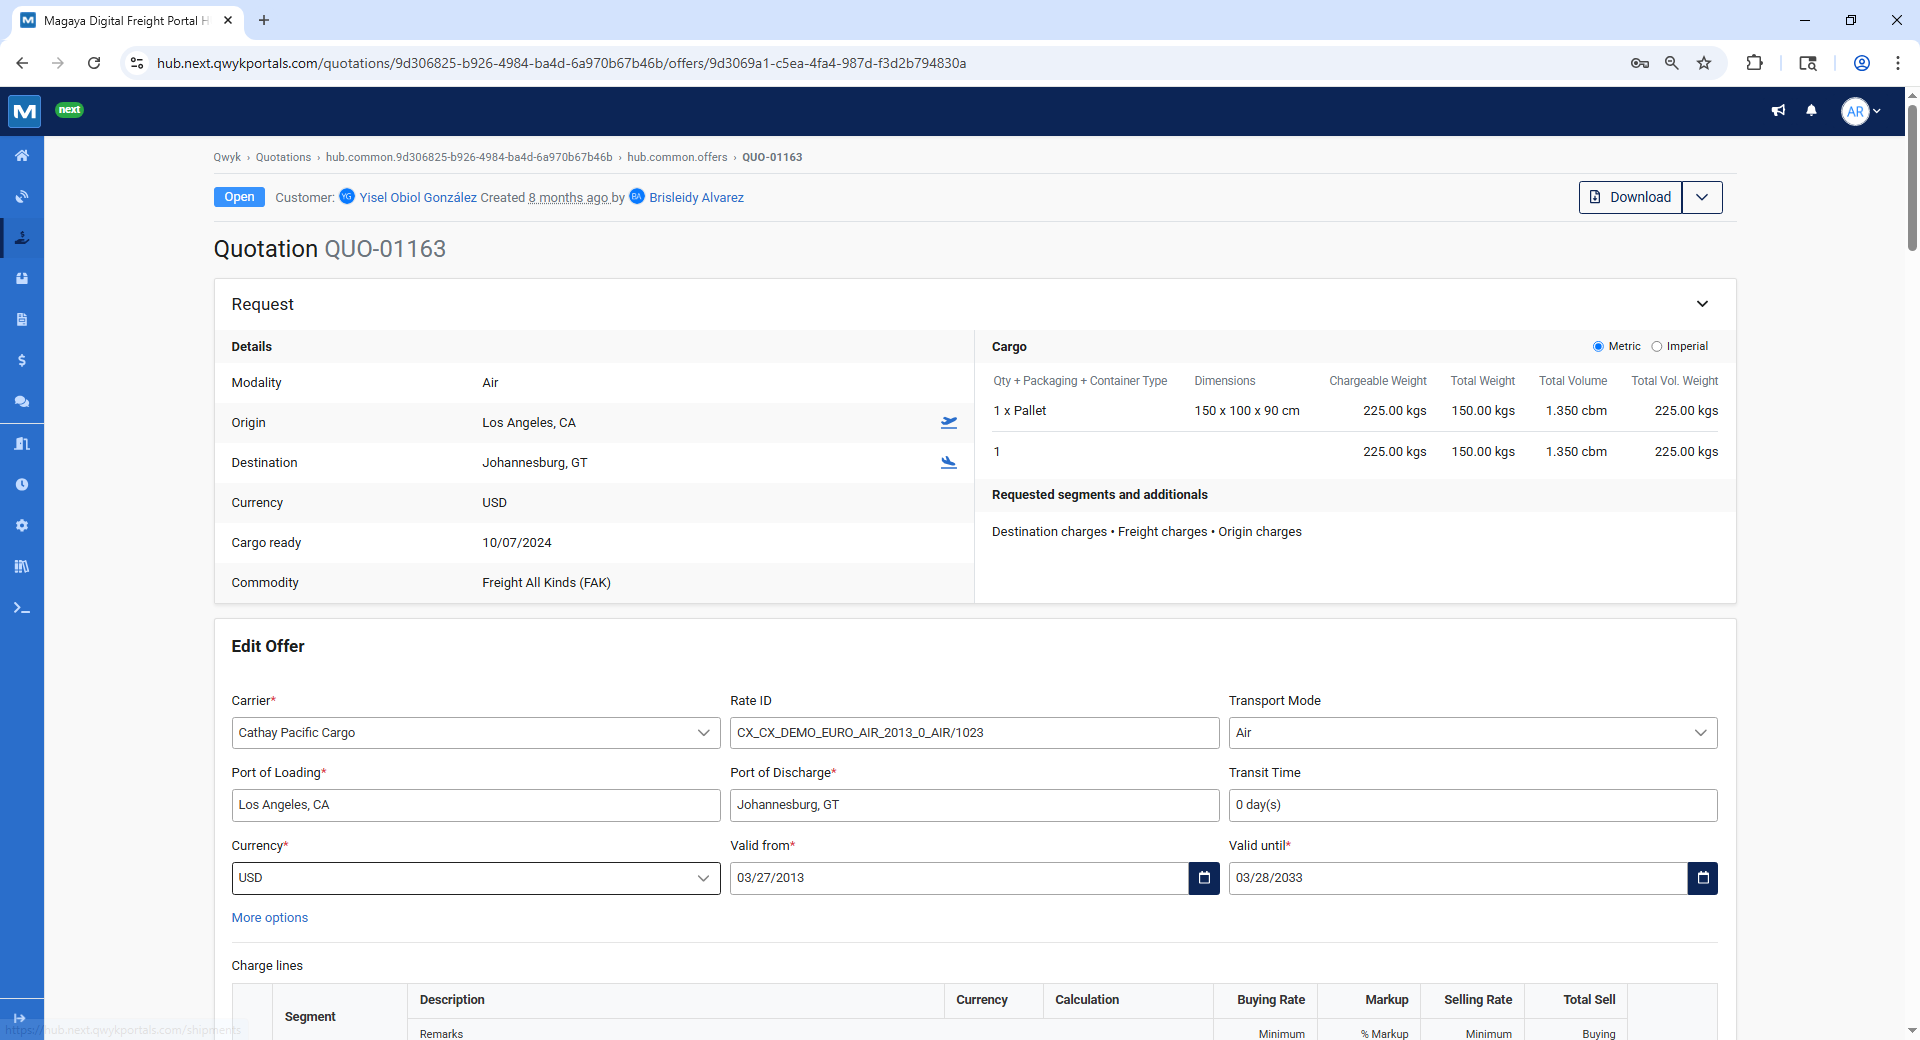 Magaya Digital Freight Portal H
hub.next.qwykportals.com/quotations/9d306825-b926-4984-ba4d-6a970b67b46b/offers/9d3069a1-c5ea-4fa4-987d-f3d2b794830a
M next AR
Qwyk › Quotations › hub.common.9d306825-b926-4984-ba4d-6a970b67b46b › hub.common.offers › QUO-01163
Open Customer: YG Yisel Obiol González Created 8 months ago by BA Brisleidy Alvarez Download
Quotation QUO-01163
Request
Details
Modality Air
Origin Los Angeles, CA
Destination Johannesburg, GT
Currency USD
Cargo ready 10/07/2024
Commodity Freight All Kinds (FAK)
Cargo Metric Imperial
Qty + Packaging + Container Type Dimensions Chargeable Weight Total Weight Total Volume Total Vol. Weight
1 x Pallet 150 x 100 x 90 cm 225.00 kgs 150.00 kgs 1.350 cbm 225.00 kgs
1 225.00 kgs 150.00 kgs 1.350 cbm 225.00 kgs
Requested segments and additionals
Destination charges • Freight charges • Origin charges
Edit Offer
Carrier* Rate ID Transport Mode
Cathay Pacific Cargo CX_CX_DEMO_EURO_AIR_2013_0_AIR/1023 Air
Port of Loading* Port of Discharge* Transit Time
Los Angeles, CA Johannesburg, GT 0 day(s)
Currency* Valid from* Valid until*
USD 03/27/2013 03/28/2033
More options
Charge lines
Segment Description Currency Calculation Buying Rate Markup Selling Rate Total Sell
Remarks Minimum % Markup Minimum Buying
https://hub.next.qwykportals.com/shipments